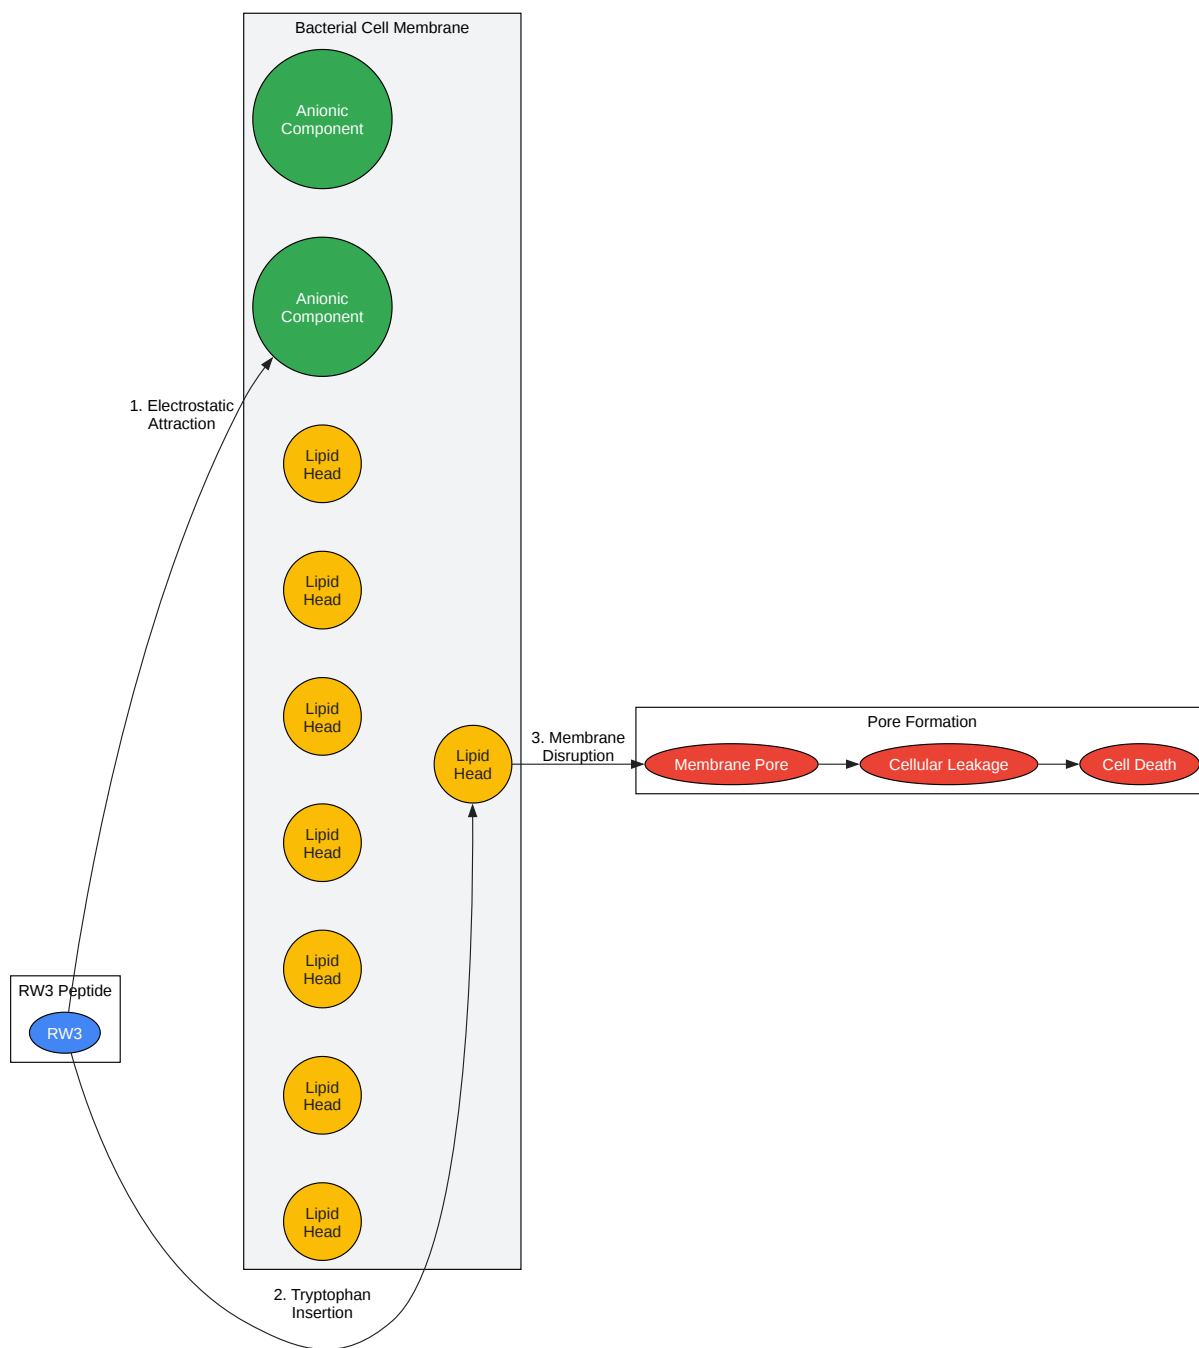 Bacterial Cell Membrane
Anionic
Component
Anionic
Component
1. Electrostatic
Attraction
Lipid
Head
Lipid
Head
Lipid
Head
Lipid
Head
3. Membrane
Disruption
Pore Formation
Membrane Pore
Cellular Leakage
Cell Death
Lipid
Head
Lipid
Head
RW3 Peptide
RW3
Lipid
Head
Lipid
Head
2. Tryptophan
Insertion